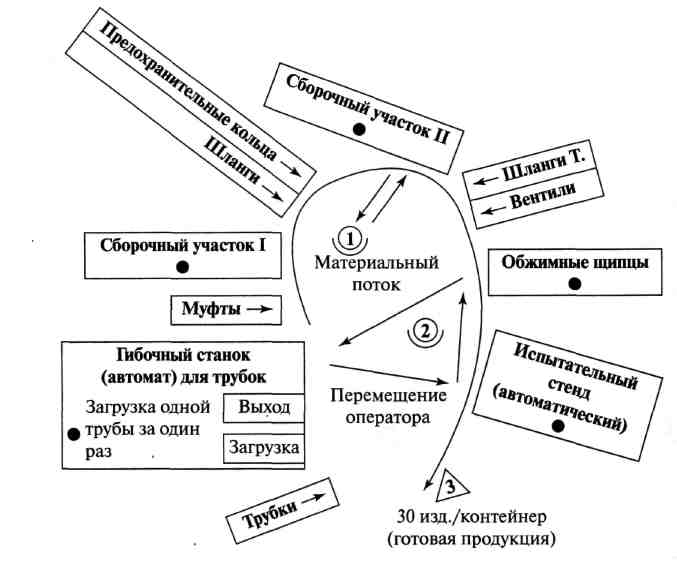 Предохранительные кольца →
Шланги →
Сборочный участок II
← Шланги Т.
← Вентили
1
Материальный
поток
Сборочный участок I
Обжимные щипцы
Муфты →
2
Гибочный станок
(автомат) для трубок
Загрузка одной
трубы за один
раз
Выход
Загрузка
Перемещение
оператора
Испытательный
стенд
(автоматический)
Трубки →
3
30 изд./контейнер
(готовая продукция)